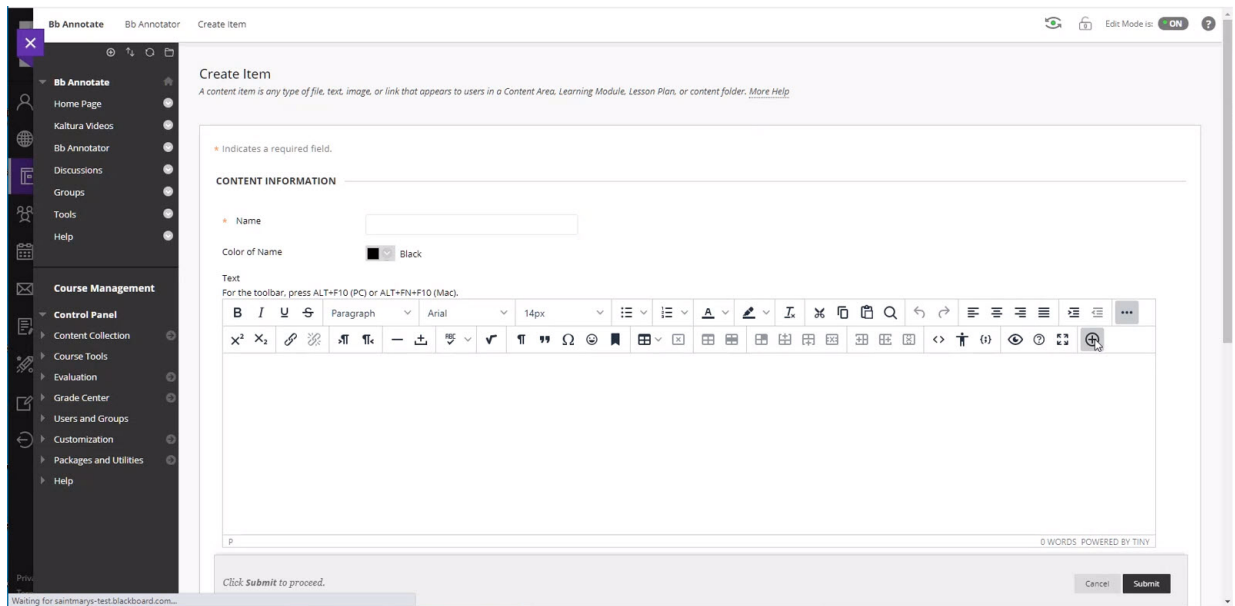 Bb Annotate Bb Annotator Create Item
Edit Mode is: ON ?
Bb Annotate
Home Page
Kaltura Videos
Bb Annotator
Discussions
Groups
Tools
Help
Course Management
Control Panel
Content Collection
Course Tools
Evaluation
Grade Center
Users and Groups
Customization
Packages and Utilities
Help
Create Item
A content item is any type of file, text, image, or link that appears to users in a Content Area, Learning Module, Lesson Plan, or content folder. More Help
* Indicates a required field.
CONTENT INFORMATION
* Name
Color of Name Black
Text
For the toolbar, press ALT+F10 (PC) or ALT+FN+F10 (Mac).
B I U S Paragraph Arial 14px
P 0 WORDS POWERED BY TINY
Click Submit to proceed. Cancel Submit
Waiting for saintmarys-test.blackboard.com...